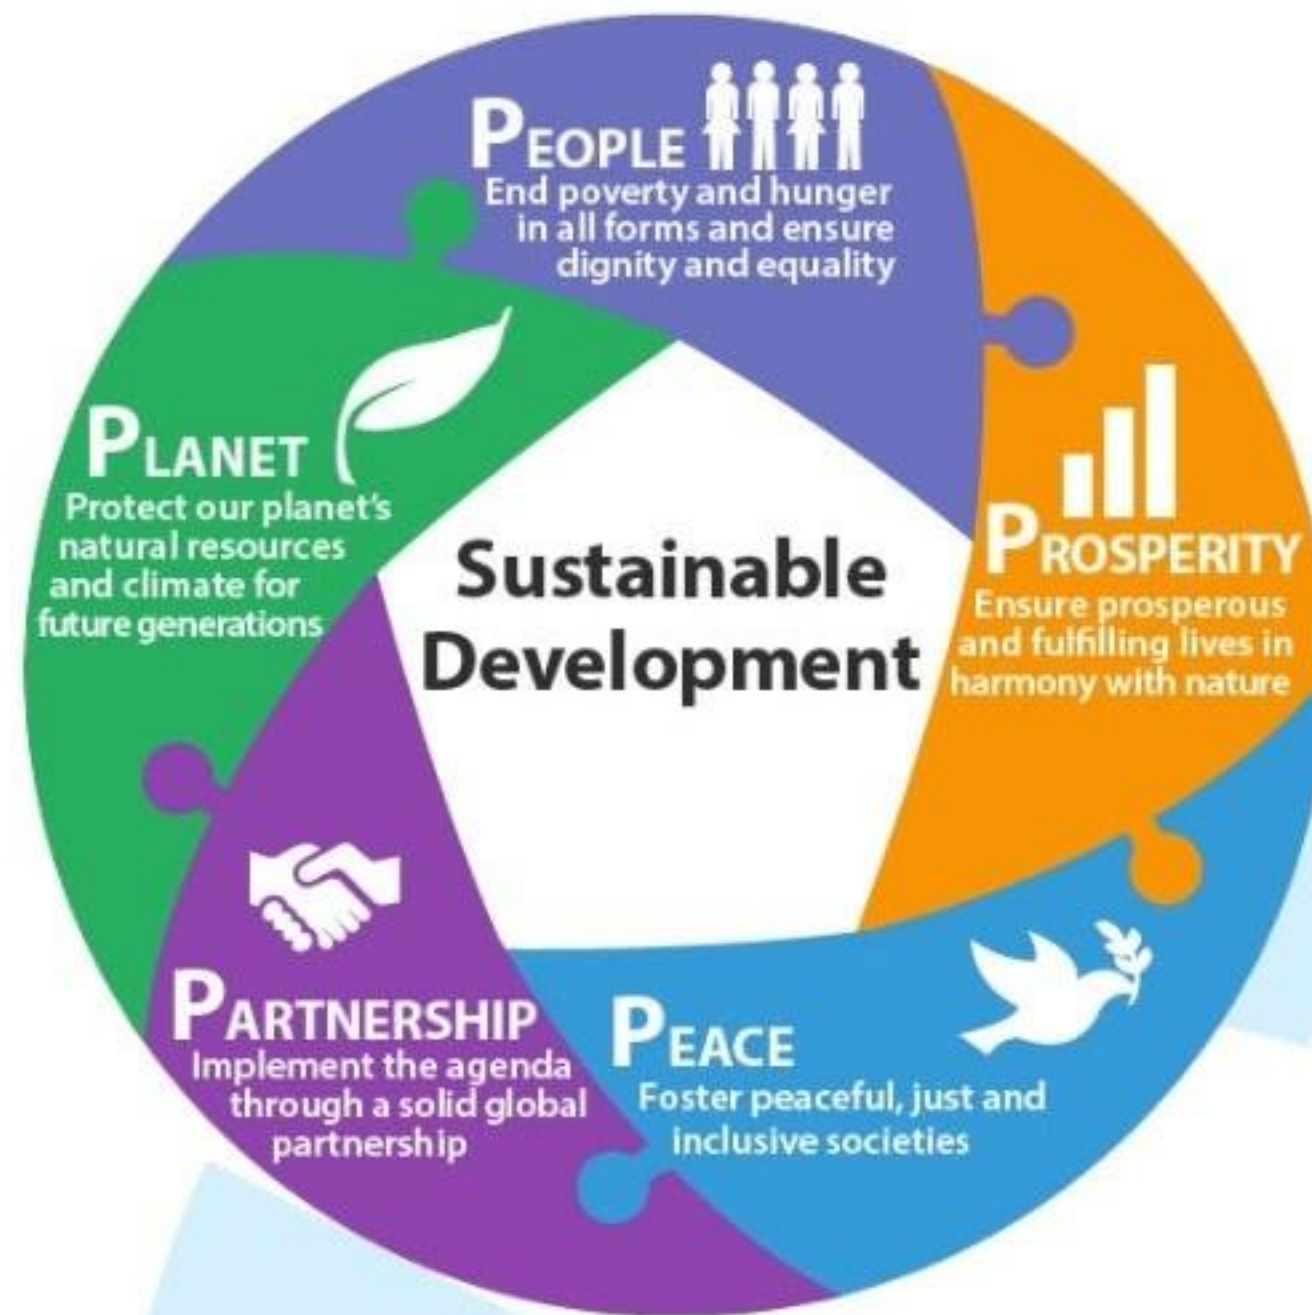 PEOPLE
End poverty and hunger
in all forms and ensure
dignity and equality
PROSPERITY
Ensure prosperous
and fulfilling lives in
harmony with nature
PEACE
Foster peaceful, just and
inclusive societies
PARTNERSHIP
Implement the agenda
through a solid global
partnership
PLANET
Protect our planet's
natural resources
and climate for
future generations
Sustainable
Development